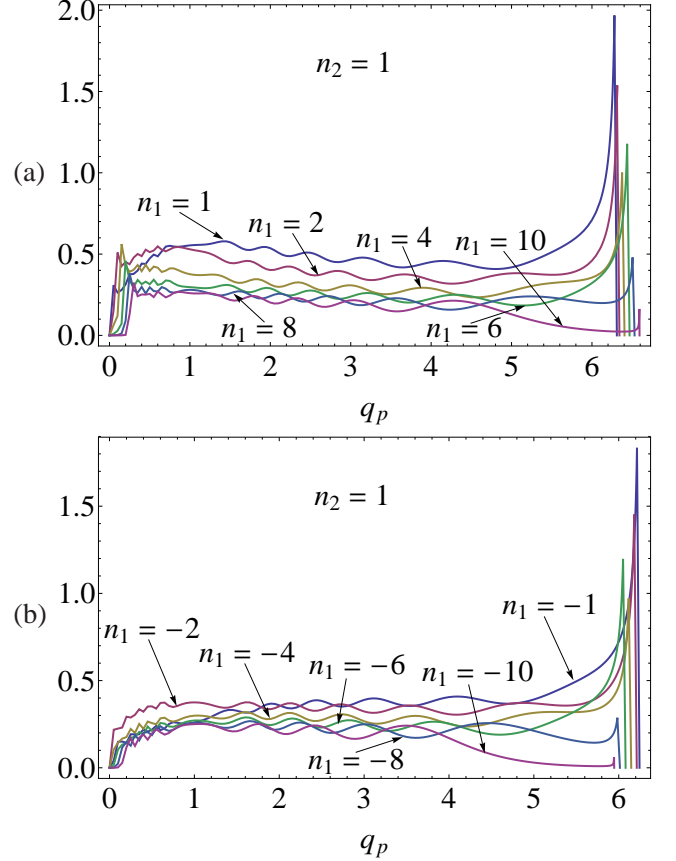 2.0
n₂ = 1
1.5
(a)
1.0
n₁ = 1
n₁ = 2
n₁ = 4
n₁ = 10
0.5
n₁ = 8
n₁ = 6
0.0
0 1 2 3 4 5 6
qₚ
n₂ = 1
1.5
(b)
1.0
n₁ = −1
n₁ = −2
n₁ = −4
n₁ = −6
n₁ = −10
0.5
n₁ = −8
0.0
0 1 2 3 4 5 6
qₚ